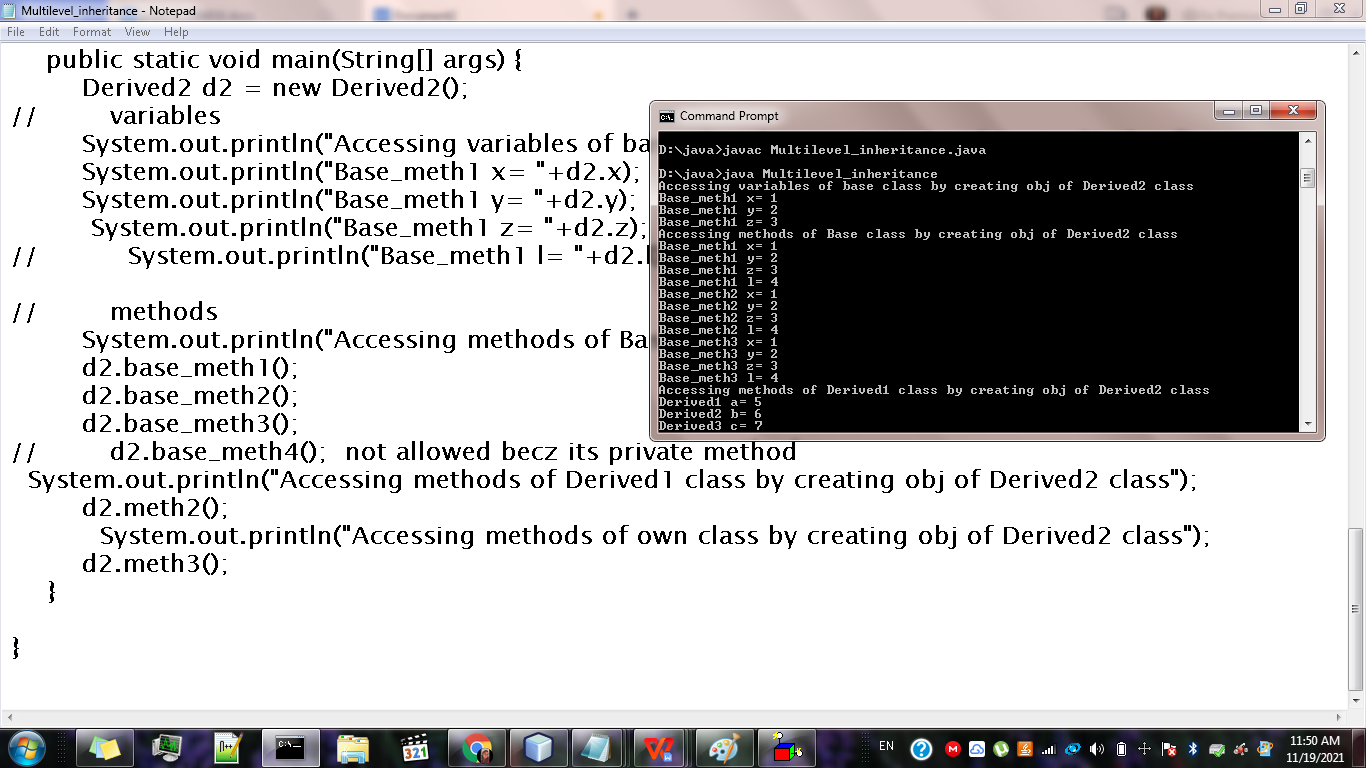 Multilevel_inheritance - Notepad
File Edit Format View Help
public static void main(String[] args) {
Derived2 d2 = new Derived2();
// variables
System.out.println("Accessing variables of ba
System.out.println("Base_meth1 x= "+d2.x);
System.out.println("Base_meth1 y= "+d2.y);
System.out.println("Base_meth1 z= "+d2.z);
// System.out.println("Base_meth1 l= "+d2.l
// methods
System.out.println("Accessing methods of Ba
d2.base_meth1();
d2.base_meth2();
d2.base_meth3();
// d2.base_meth4(); not allowed becz its private method
System.out.println("Accessing methods of Derived1 class by creating obj of Derived2 class");
d2.meth2();
System.out.println("Accessing methods of own class by creating obj of Derived2 class");
d2.meth3();
}
}
Command Prompt
D:\java>javac Multilevel_inheritance.java
D:\java>java Multilevel_inheritance
Accessing variables of base class by creating obj of Derived2 class
Base_meth1 x= 1
Base_meth1 y= 2
Base_meth1 z= 3
Accessing methods of Base class by creating obj of Derived2 class
Base_meth1 x= 1
Base_meth1 y= 2
Base_meth1 z= 3
Base_meth1 l= 4
Base_meth2 x= 1
Base_meth2 y= 2
Base_meth2 z= 3
Base_meth2 l= 4
Base_meth3 x= 1
Base_meth3 y= 2
Base_meth3 z= 3
Base_meth3 l= 4
Accessing methods of Derived1 class by creating obj of Derived2 class
Derived1 a= 5
Derived2 b= 6
Derived3 c= 7
EN
11:50 AM
11/19/2021